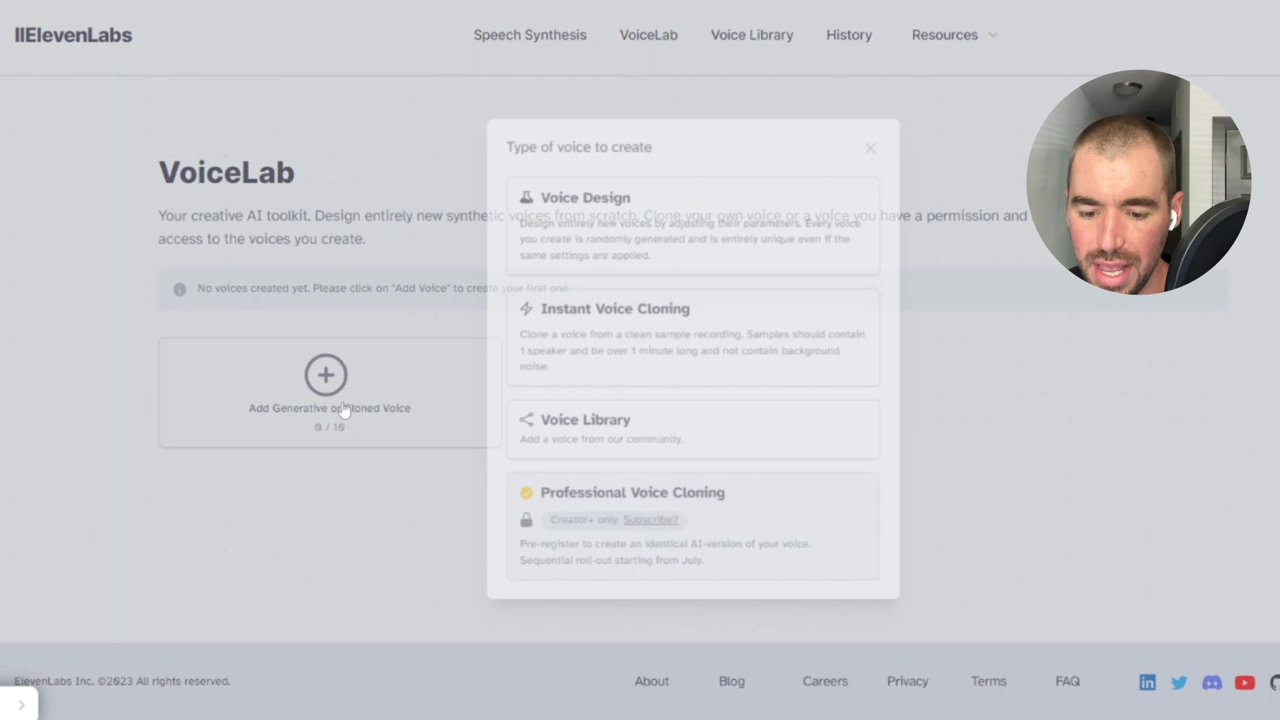 IIElevenLabs
Speech Synthesis
VoiceLab
Voice Library
History
Resources
VoiceLab
Your creative AI toolkit. Design entirely new synthetic voices from scratch. Clone your own voice or a voice you have a permission and
access to the voices you create.
No voices created yet. Please click on "Add Voice" to create your first one.
Add Generative or Cloned Voice
0 / 10
Type of voice to create
Voice Design
Design entirely new voices by adjusting their parameters. Every voice
you create is randomly generated and is entirely unique even if the
same settings are applied.
Instant Voice Cloning
Clone a voice from a clean sample recording. Samples should contain
1 speaker and be over 1 minute long and not contain background
noise.
Voice Library
Add a voice from our community.
Professional Voice Cloning
Creator+ only. Subscribe?
Pre-register to create an identical AI-version of your voice.
Sequential roll-out starting from July.
ElevenLabs Inc. ©2023 All rights reserved.
About
Blog
Careers
Privacy
Terms
FAQ